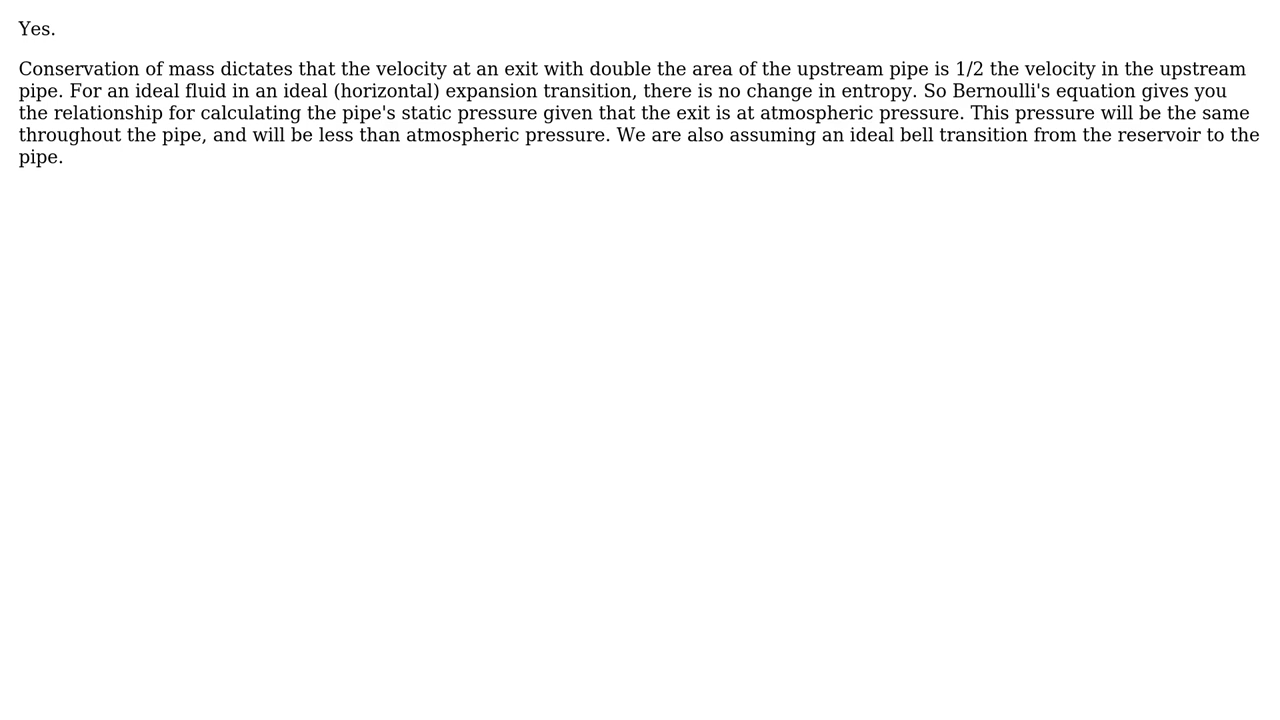 Yes.
Conservation of mass dictates that the velocity at an exit with double the area of the upstream pipe is 1/2 the velocity in the upstream
pipe. For an ideal fluid in an ideal (horizontal) expansion transition, there is no change in entropy. So Bernoulli's equation gives you
the relationship for calculating the pipe's static pressure given that the exit is at atmospheric pressure. This pressure will be the same
throughout the pipe, and will be less than atmospheric pressure. We are also assuming an ideal bell transition from the reservoir to the
pipe.